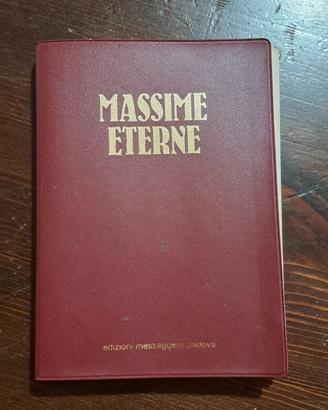 MASSIME
ETERNE
edizioni messaggero padova